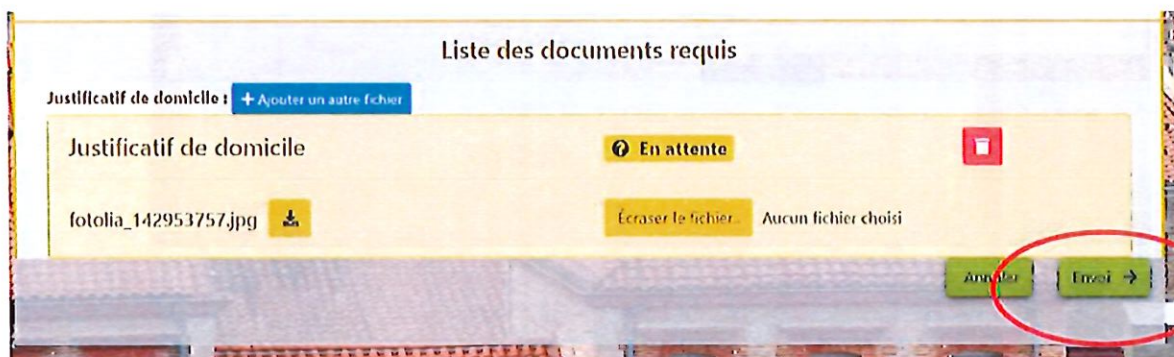 Liste des documents requis
Justificatif de domicile : + Ajouter un autre fichier
Justificatif de domicile
En attente
fotolia_142953757.jpg
Écraser le fichier... Aucun fichier choisi
Annuler
Envoi →